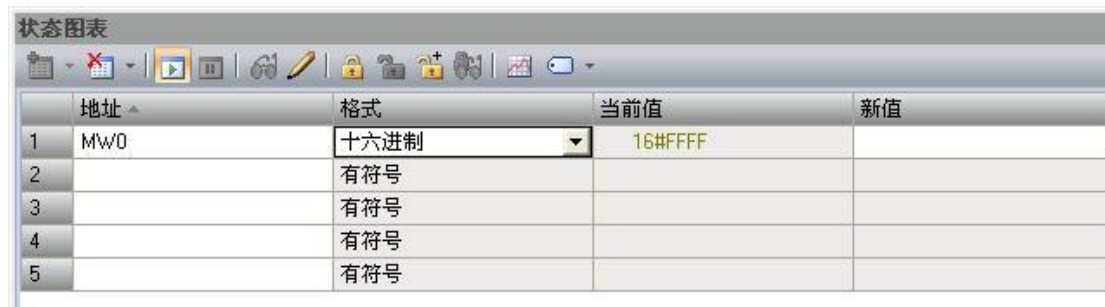 状态图表
地址 格式 当前值 新值
1 MW0 十六进制 16#FFFF
2 有符号
3 有符号
4 有符号
5 有符号